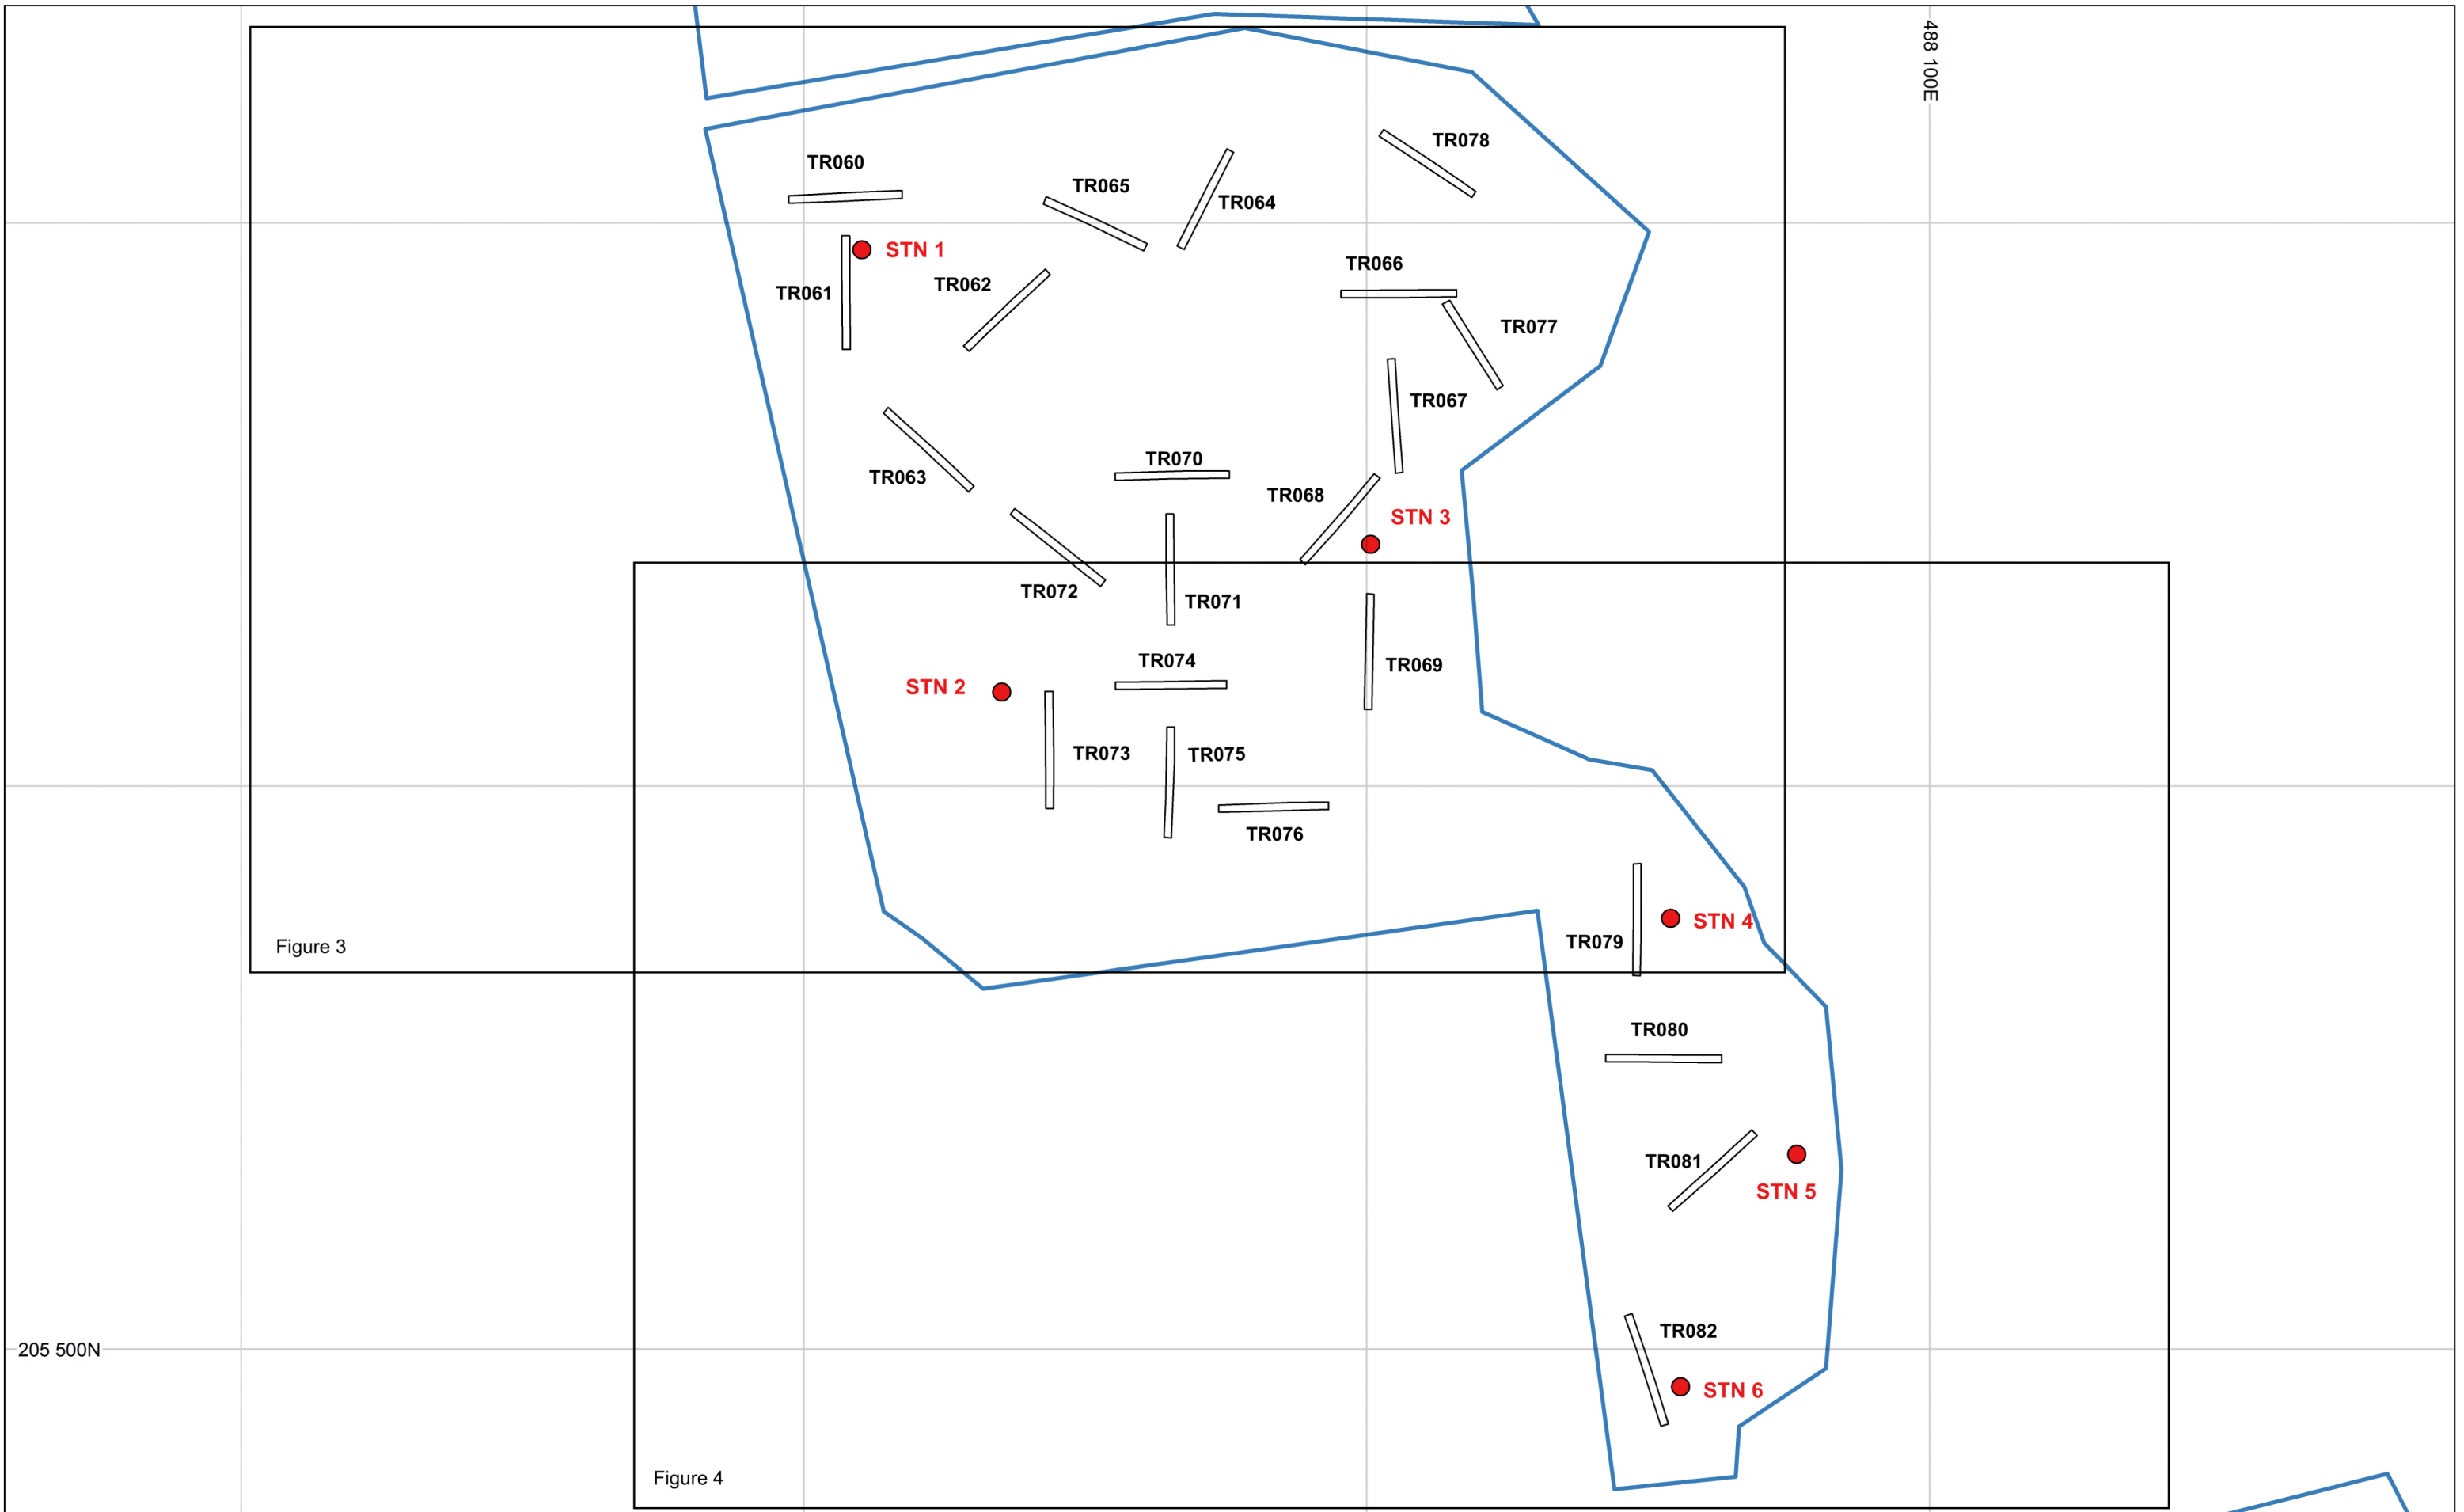 488 100E
TR078
TR060
TR065
TR064
STN 1
TR066
TR062
TR061
TR077
TR067
TR070
TR063
TR068
STN 3
TR072
TR071
TR074
TR069
STN 2
TR073
TR075
TR076
STN 4
TR079
Figure 3
TR080
TR081
STN 5
TR082
205 500N
STN 6
Figure 4